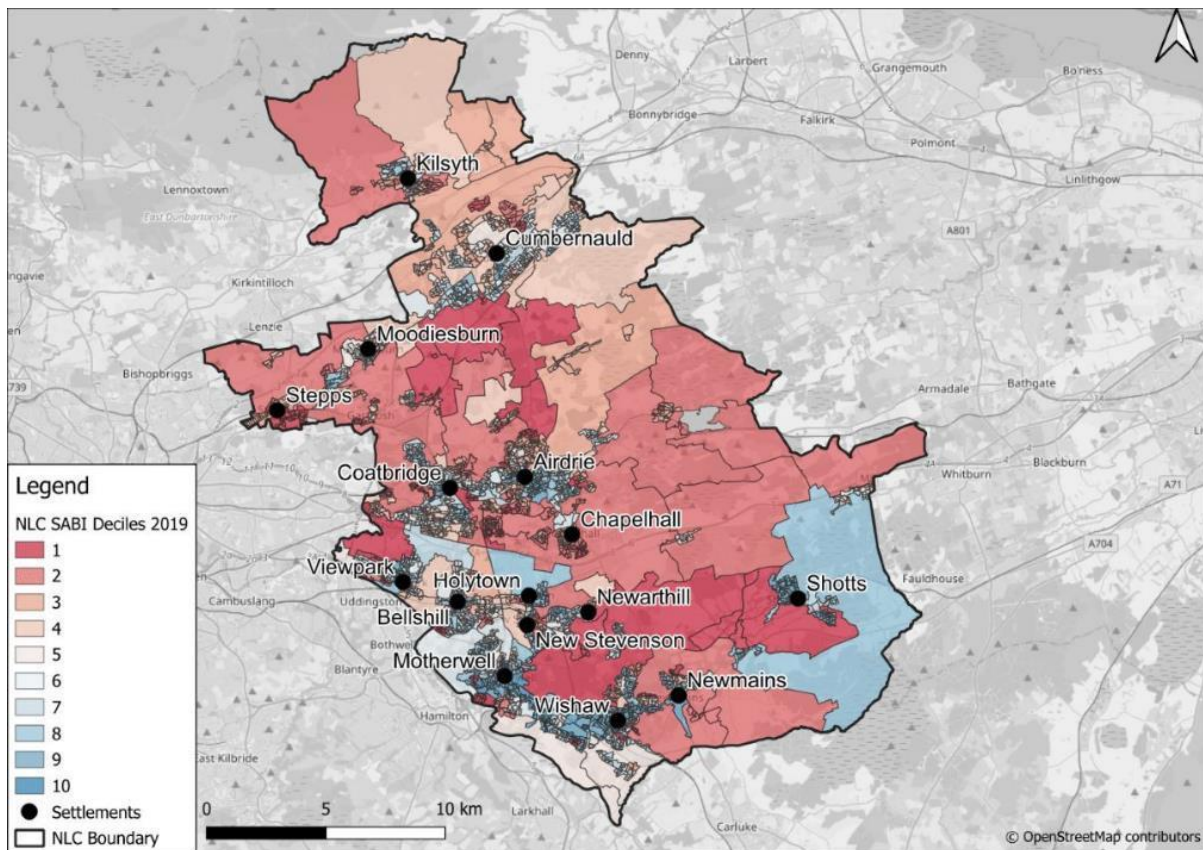 Denny
Larbert
Grangemouth
Bo'ness
Bonnybridge
Falkirk
Polmont
Linlithgow
Kilsyth
Lennoxtown
East Dunbartonshire
A801
Cumbernauld
Kirkintilloch
Lenzie
Moodiesburn
Bishopbriggs
Armadale
Bathgate
Stepps
Whitburn
Blackburn
A71
Coatbridge
Airdrie
Chapelhall
A704
Viewpark
Holytown
Newarthill
Shotts
Fauldhouse
Cambuslang
Uddingston
Bellshill
New Stevenson
Blantyre
Motherwell
Newmains
Hamilton
Wishaw
Larkhall
Carluke
Legend
NLC SABI Deciles 2019
1
2
3
4
5
6
7
8
9
10
Settlements
NLC Boundary
0 5 10 km
© OpenStreetMap contributors